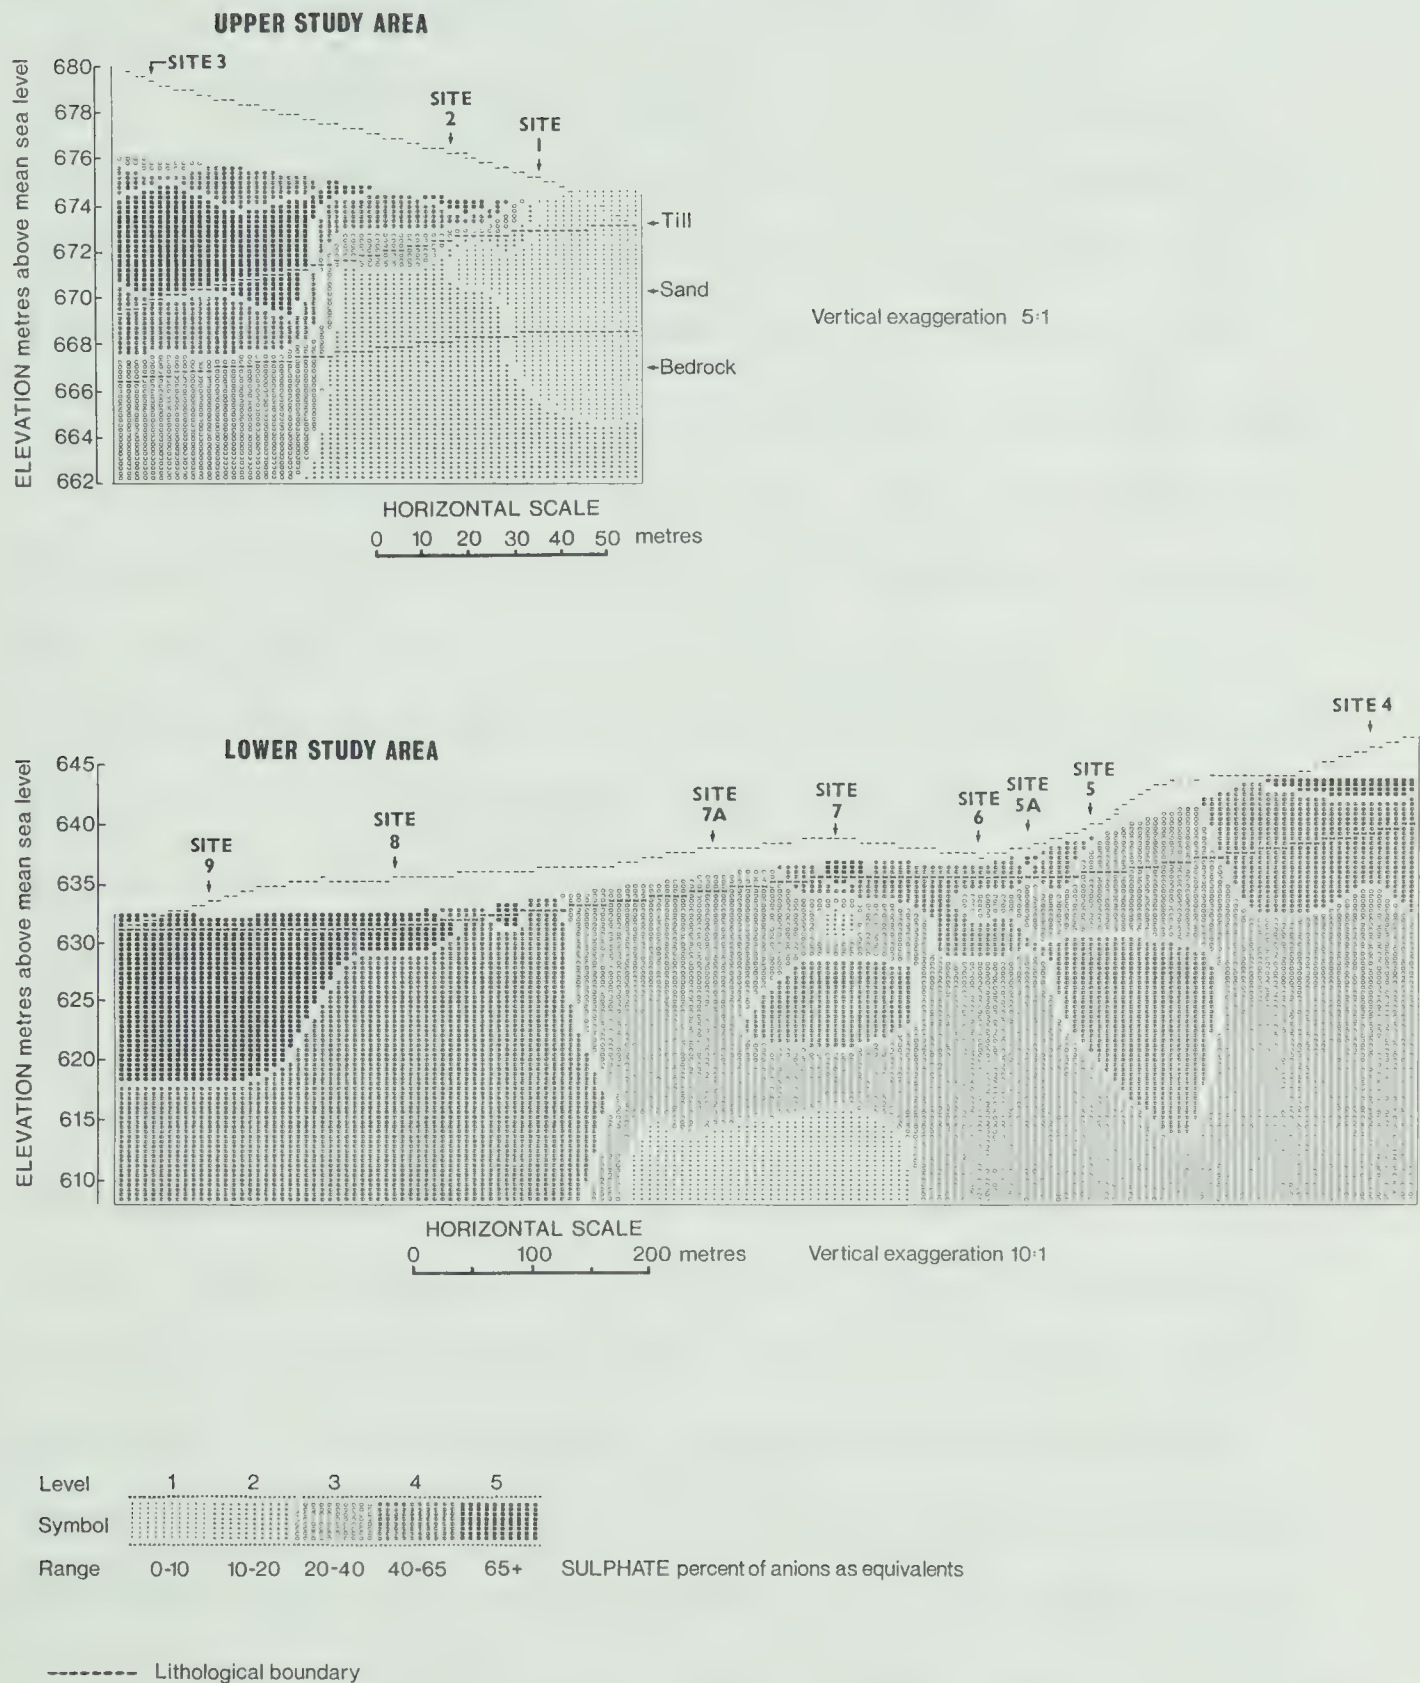 UPPER STUDY AREA
ELEVATION metres above mean sea level
680
678
676
674
672
670
668
666
664
662
SITE 3
SITE
2
SITE
1
Till
Sand
Bedrock
Vertical exaggeration 5:1
HORIZONTAL SCALE
0 10 20 30 40 50 metres
LOWER STUDY AREA
ELEVATION metres above mean sea level
645
640
635
630
625
620
615
610
SITE
9
SITE
8
SITE
7A
SITE
7
SITE
6
SITE
5A
SITE
5
SITE 4
HORIZONTAL SCALE
0 100 200 metres
Vertical exaggeration 10:1
Level 1 2 3 4 5
Symbol
Range 0-10 10-20 20-40 40-65 65+ SULPHATE percent of anions as equivalents
Lithological boundary